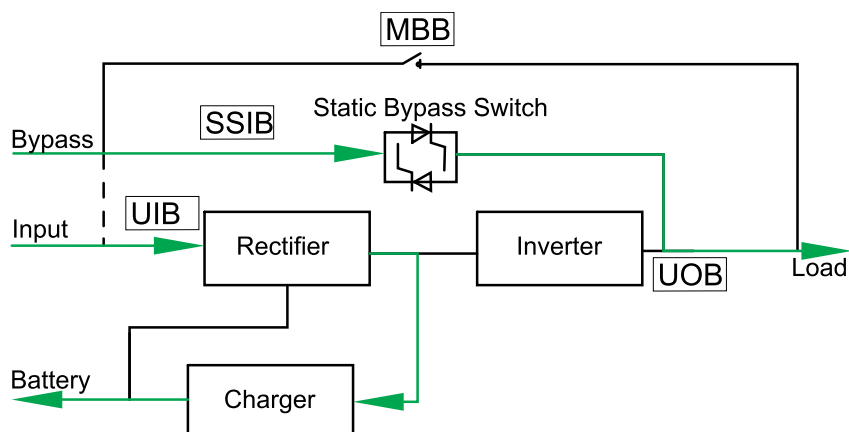 MBB
Static Bypass Switch
SSIB
Bypass
UIB
Input
Rectifier
Inverter
UOB
Load
Battery
Charger